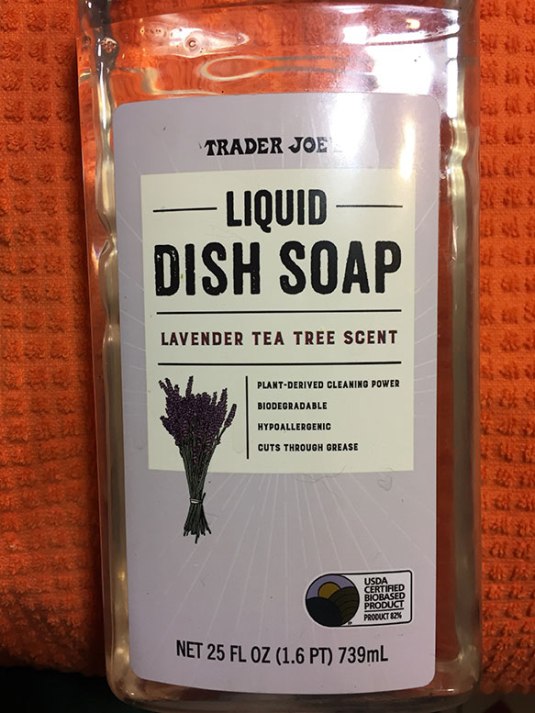 TRADER JOE'
LIQUID
DISH SOAP
LAVENDER TEA TREE SCENT
PLANT-DERIVED CLEANING POWER
BIODEGRADABLE
HYPOALLERGENIC
CUTS THROUGH GREASE
USDA
CERTIFIED
BIOBASED
PRODUCT
PRODUCT 82%
NET 25 FL OZ (1.6 PT) 739mL